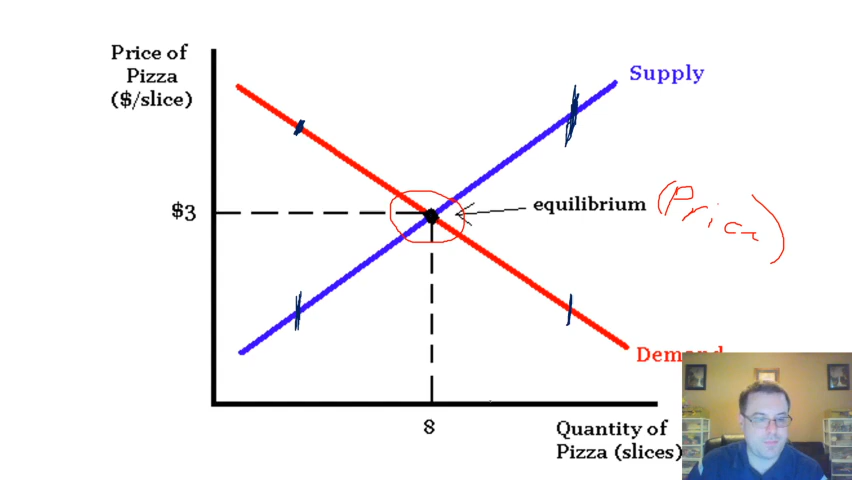 Price of
Pizza
($/slice)
Supply
$3
equilibrium (Price)
Demand
8
Quantity of
Pizza (slices)